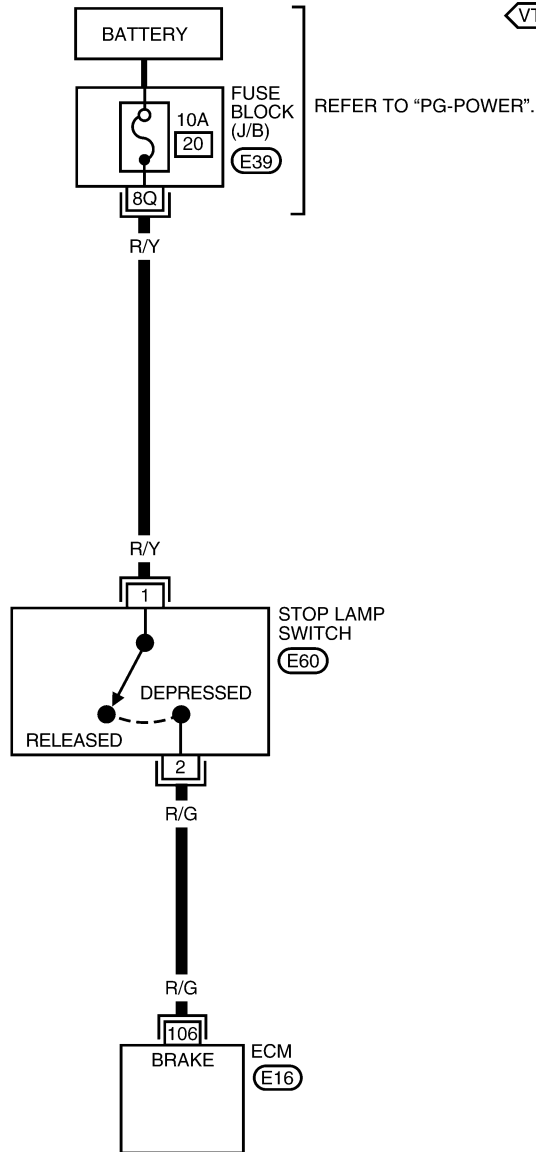 VT
BATTERY
FUSE
BLOCK
(J/B)
REFER TO “PG-POWER”.
10A
20
E39
8Q
R/Y
R/Y
1
STOP LAMP
SWITCH
E60
DEPRESSED
RELEASED
2
R/G
R/G
106
BRAKE
ECM
E16